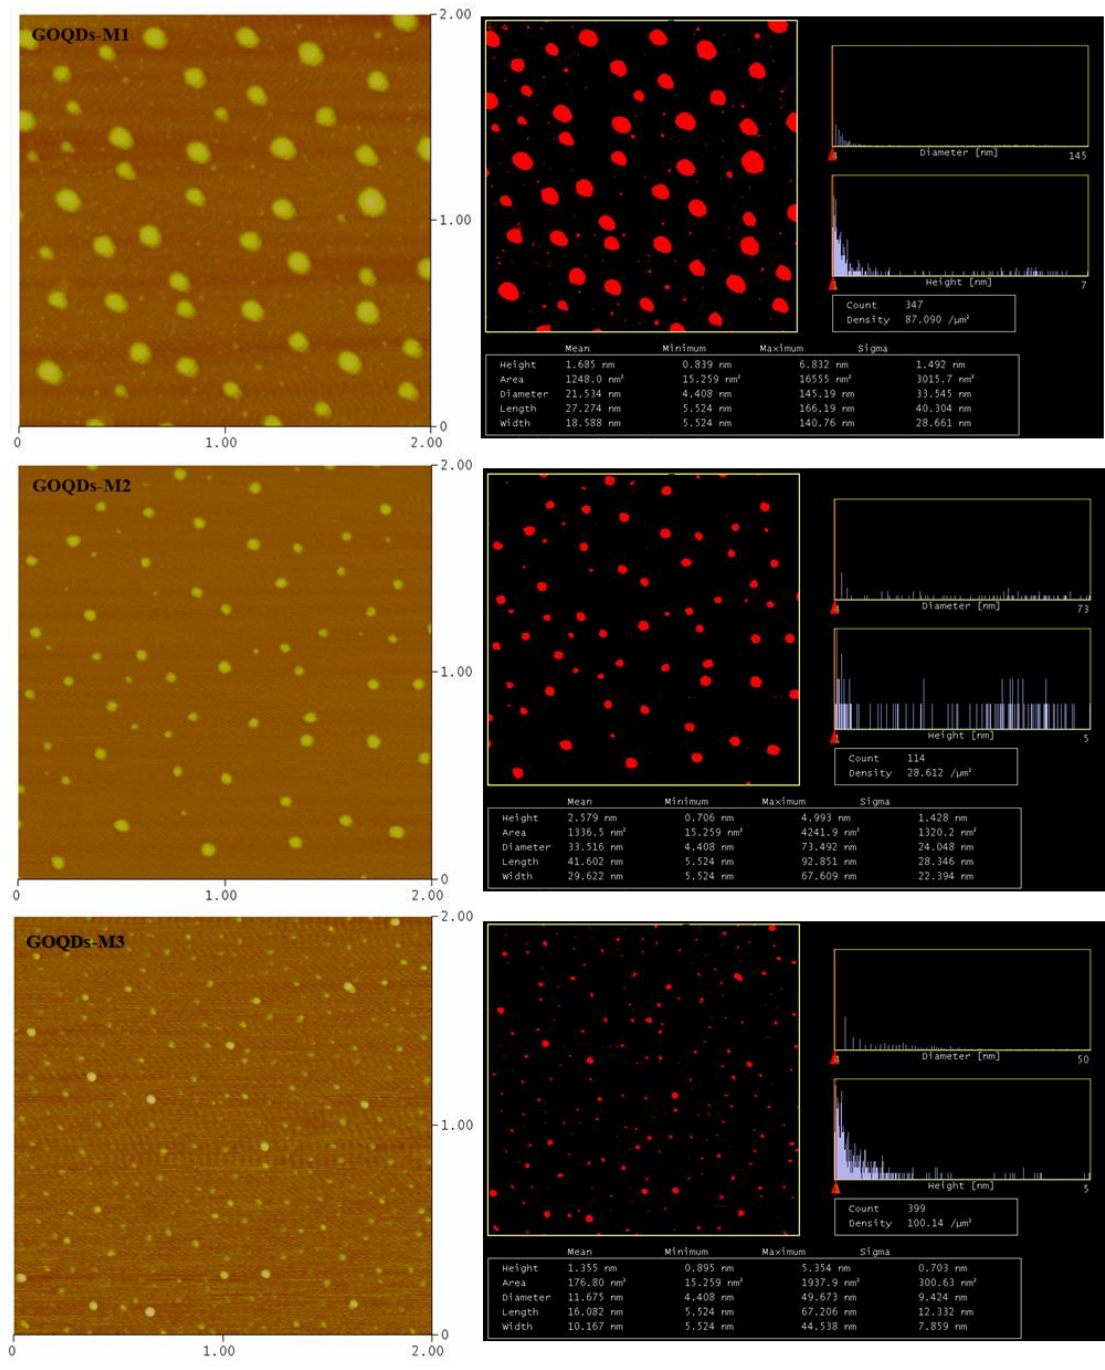 GOQDs-M1
2.00
1.00
0
0 1.00 2.00
4 Diameter [nm] 145
1 Height [nm] 7
Count 347
Density 87.090 /µm²
Mean Minimum Maximum Sigma
Height 1.685 nm 0.839 nm 6.832 nm 1.492 nm
Area 1248.0 nm² 15.259 nm² 16555 nm² 3015.7 nm²
Diameter 21.534 nm 4.408 nm 145.19 nm 33.545 nm
Length 27.274 nm 5.524 nm 166.19 nm 40.304 nm
Width 18.588 nm 5.524 nm 140.76 nm 28.661 nm
GOQDs-M2
2.00
1.00
0
0 1.00 2.00
4 Diameter [nm] 73
1 Height [nm] 5
Count 114
Density 28.612 /µm²
Mean Minimum Maximum Sigma
Height 2.579 nm 0.706 nm 4.993 nm 1.428 nm
Area 1336.5 nm² 15.259 nm² 4241.9 nm² 1320.2 nm²
Diameter 33.516 nm 4.408 nm 73.492 nm 24.048 nm
Length 41.602 nm 5.524 nm 92.851 nm 28.346 nm
Width 29.622 nm 5.524 nm 67.609 nm 22.394 nm
GOQDs-M3
2.00
1.00
0
0 1.00 2.00
4 Diameter [nm] 50
1 Height [nm] 5
Count 399
Density 100.14 /µm²
Mean Minimum Maximum Sigma
Height 1.355 nm 0.895 nm 5.354 nm 0.703 nm
Area 176.80 nm² 15.259 nm² 1937.9 nm² 300.63 nm²
Diameter 11.675 nm 4.408 nm 49.673 nm 9.424 nm
Length 16.082 nm 5.524 nm 67.206 nm 12.332 nm
Width 10.167 nm 5.524 nm 44.538 nm 7.859 nm